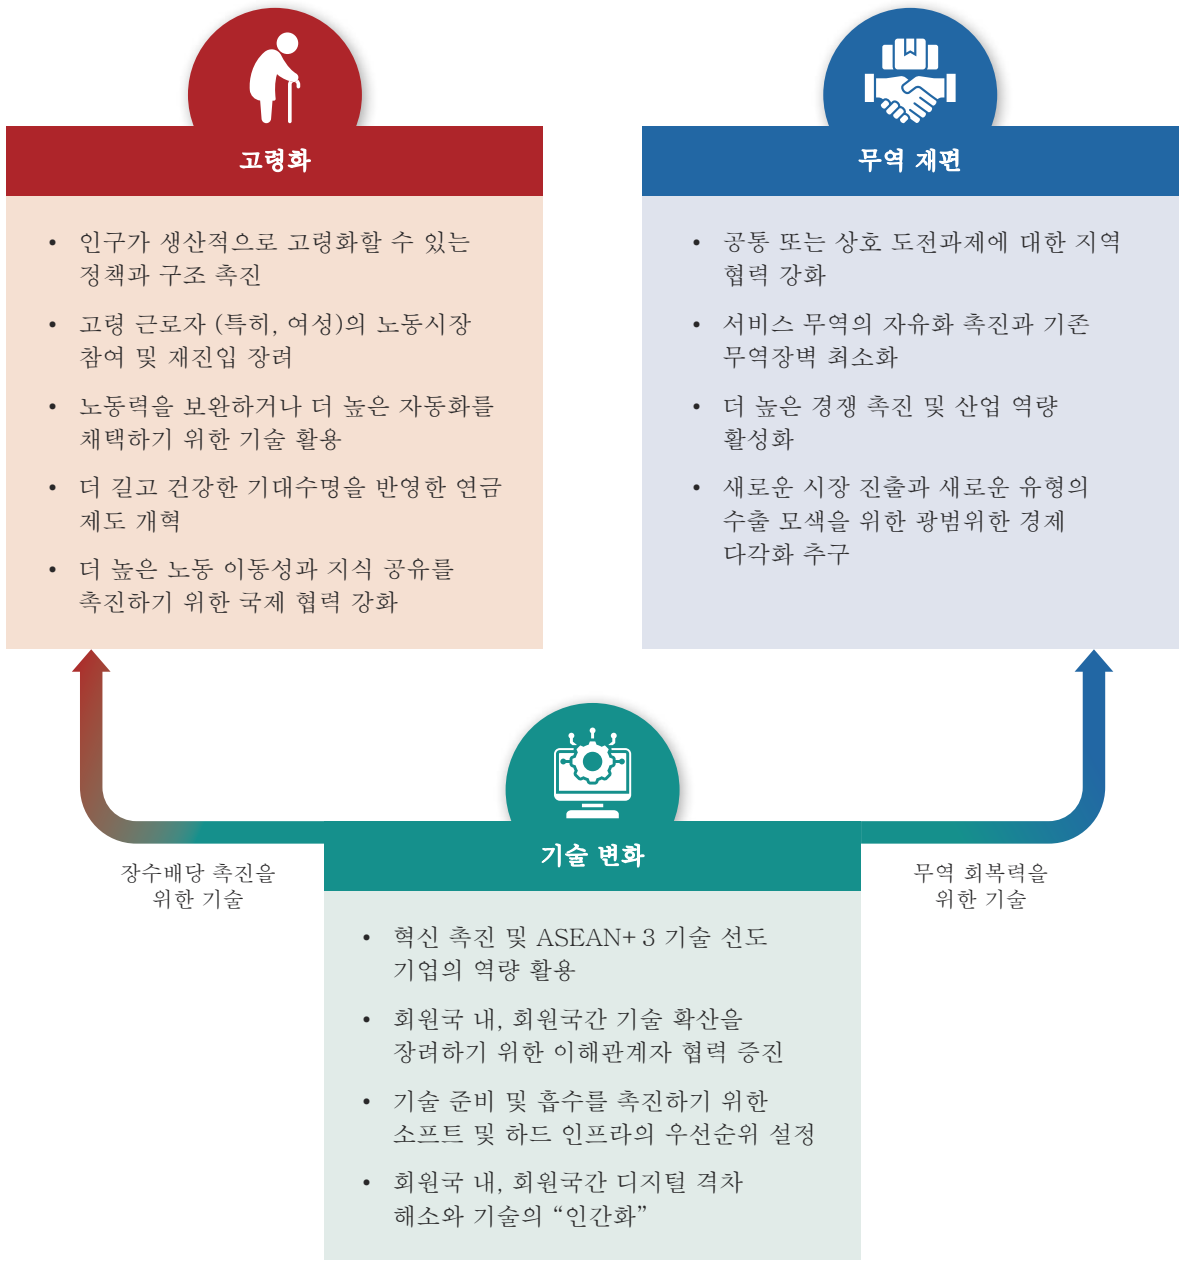 고령화
• 인구가 생산적으로 고령화할 수 있는
정책과 구조 촉진
• 고령 근로자 (특히, 여성)의 노동시장
참여 및 재진입 장려
• 노동력을 보완하거나 더 높은 자동화를
채택하기 위한 기술 활용
• 더 길고 건강한 기대수명을 반영한 연금
제도 개혁
• 더 높은 노동 이동성과 지식 공유를
촉진하기 위한 국제 협력 강화
무역 재편
• 공통 또는 상호 도전과제에 대한 지역
협력 강화
• 서비스 무역의 자유화 촉진과 기존
무역장벽 최소화
• 더 높은 경쟁 촉진 및 산업 역량
활성화
• 새로운 시장 진출과 새로운 유형의
수출 모색을 위한 광범위한 경제
다각화 추구
장수배당 촉진을
위한 기술
기술 변화
무역 회복력을
위한 기술
• 혁신 촉진 및 ASEAN+3 기술 선도
기업의 역량 활용
• 회원국 내, 회원국간 기술 확산을
장려하기 위한 이해관계자 협력 증진
• 기술 준비 및 흡수를 촉진하기 위한
소프트 및 하드 인프라의 우선순위 설정
• 회원국 내, 회원국간 디지털 격차
해소와 기술의 “인간화”